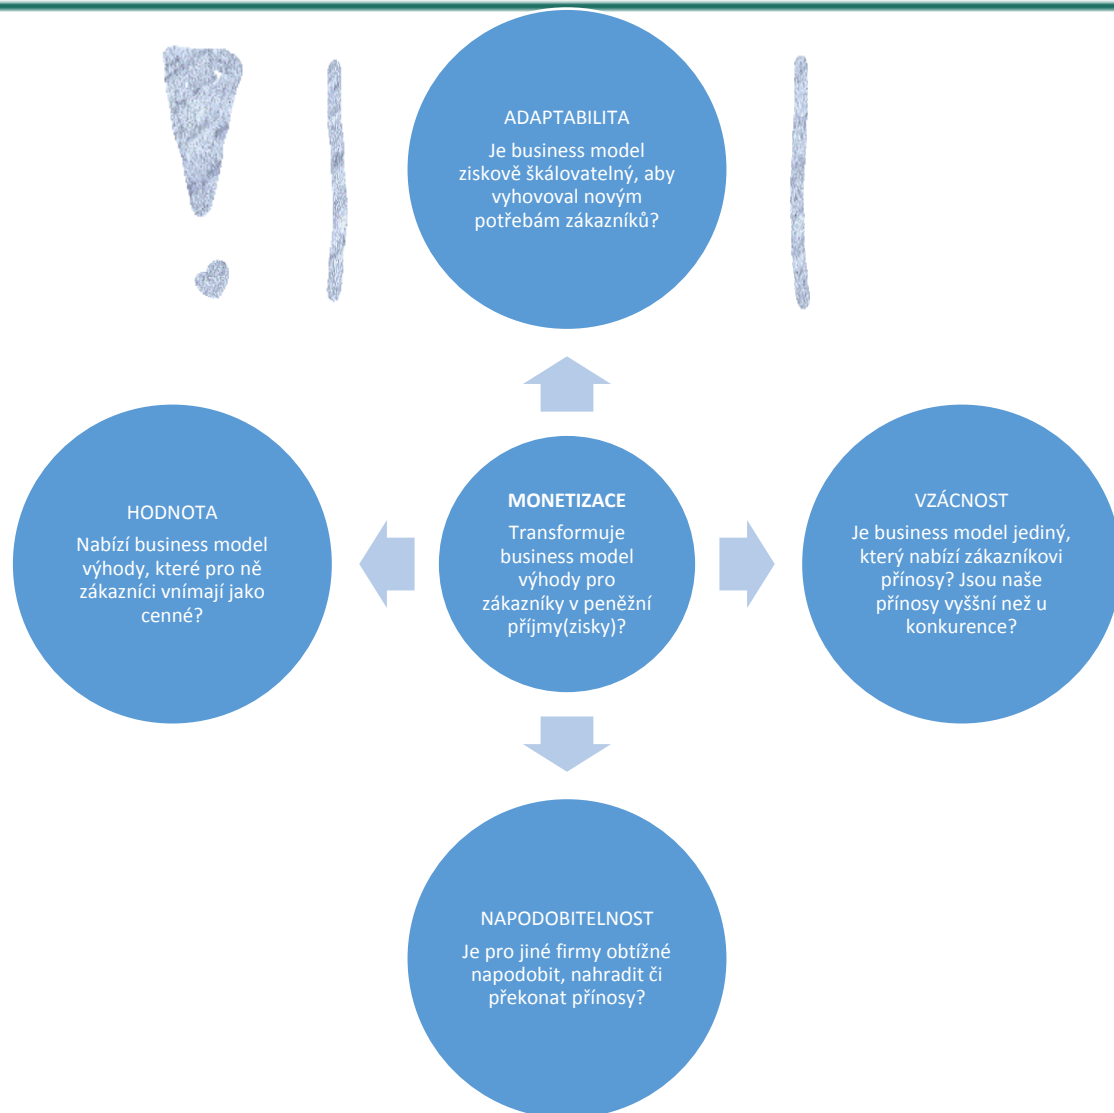 ADAPTABILITA
Je business model
ziskově škálovatelný, aby
vyhovoval novým
potřebám zákazníků?
HODNOTA
Nabízí business model
výhody, které pro ně
zákazníci vnímají jako
cenné?
MONETIZACE
Transformuje
business model
výhody pro
zákazníky v peněžní
příjmy(zisky)?
VZÁCNOST
Je business model jediný,
který nabízí zákazníkovi
přínosy? Jsou naše
přínosy vyššní než u
konkurence?
NAPODOBITELNOST
Je pro jiné firmy obtížné
napodobit, nahradit či
překonat přínosy?